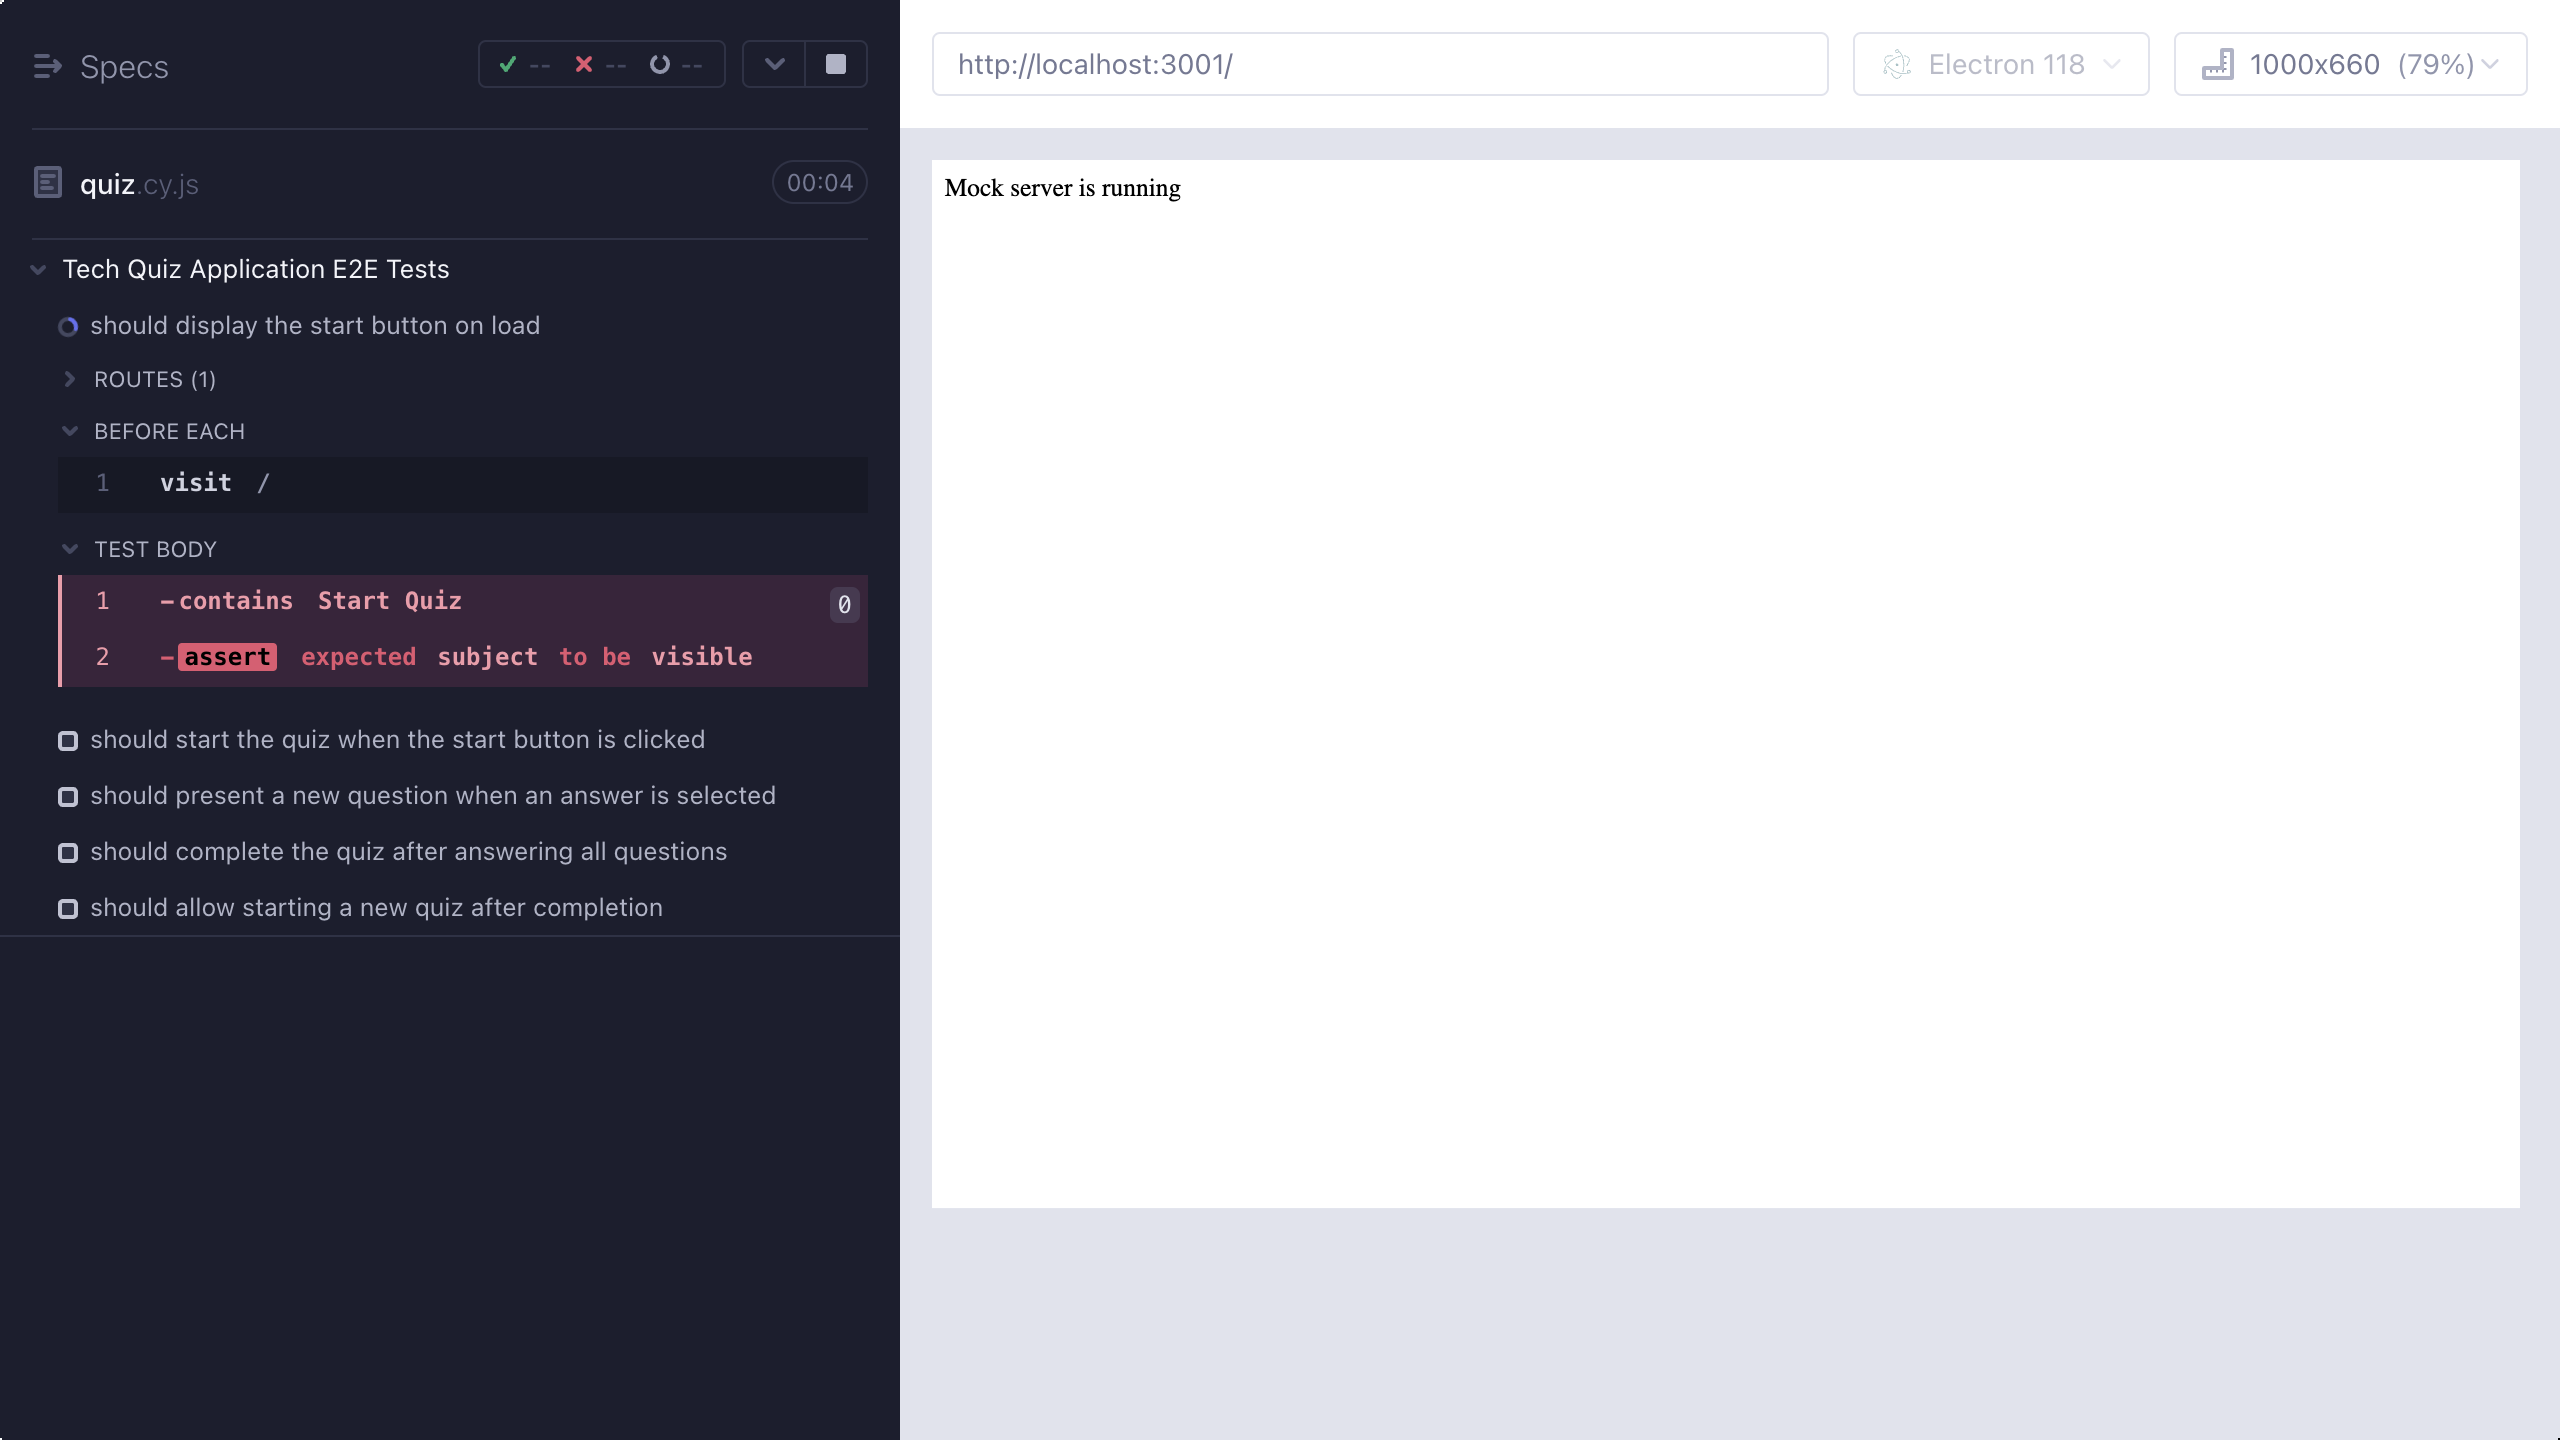 Specs -- -- --
quiz.cy.js 00:04
Tech Quiz Application E2E Tests
should display the start button on load
ROUTES (1)
BEFORE EACH
1 visit /
TEST BODY
1 -contains Start Quiz 0
2 -assert expected subject to be visible
should start the quiz when the start button is clicked
should present a new question when an answer is selected
should complete the quiz after answering all questions
should allow starting a new quiz after completion
http://localhost:3001/ Electron 118 1000x660 (79%)
Mock server is running